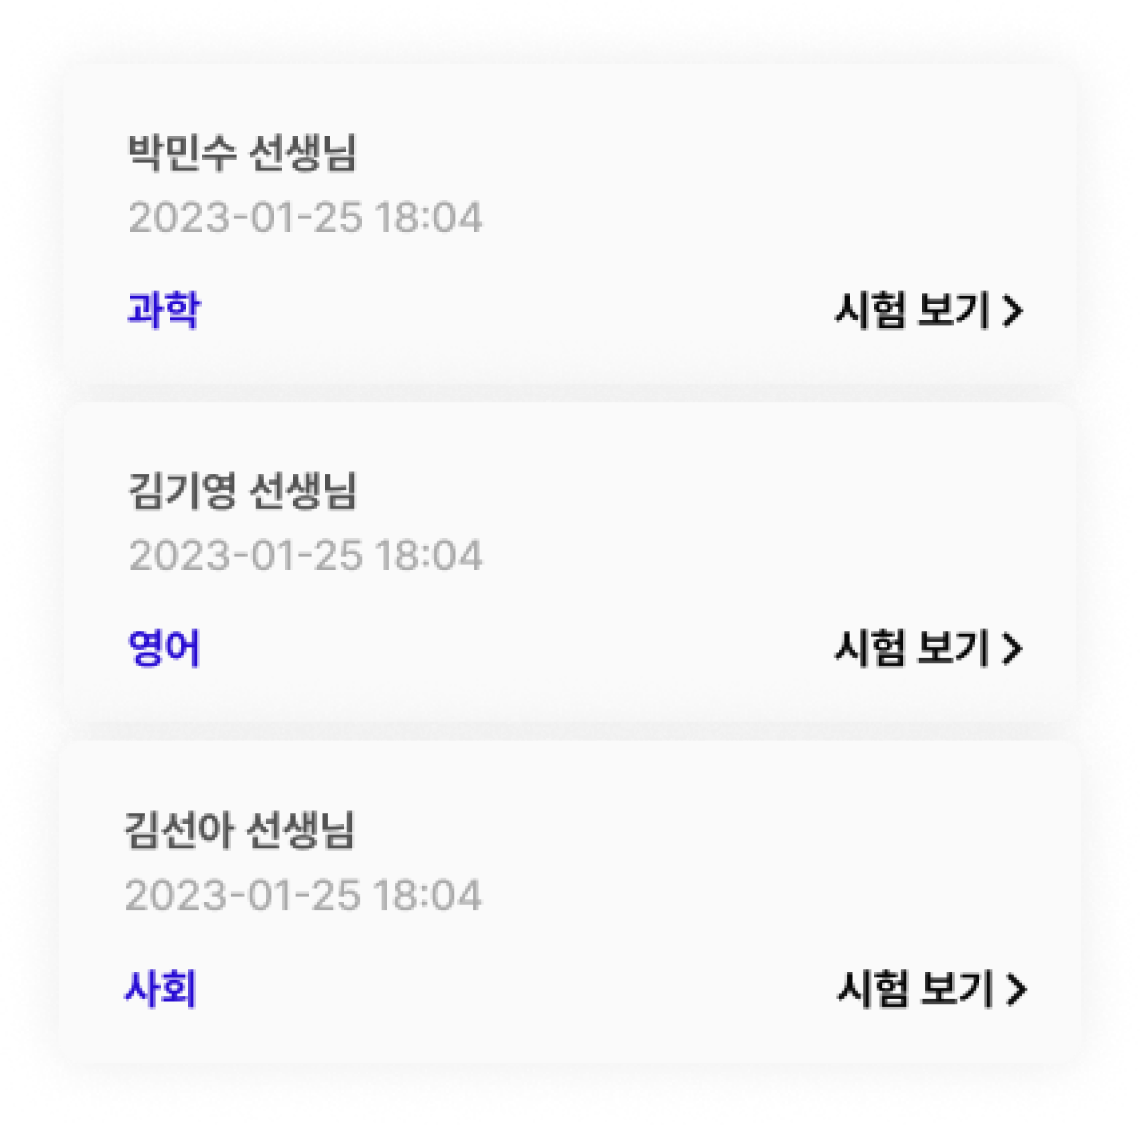 박민수 선생님
2023-01-25 18:04
과학 시험 보기 >
김기영 선생님
2023-01-25 18:04
영어 시험 보기 >
김선아 선생님
2023-01-25 18:04
사회 시험 보기 >